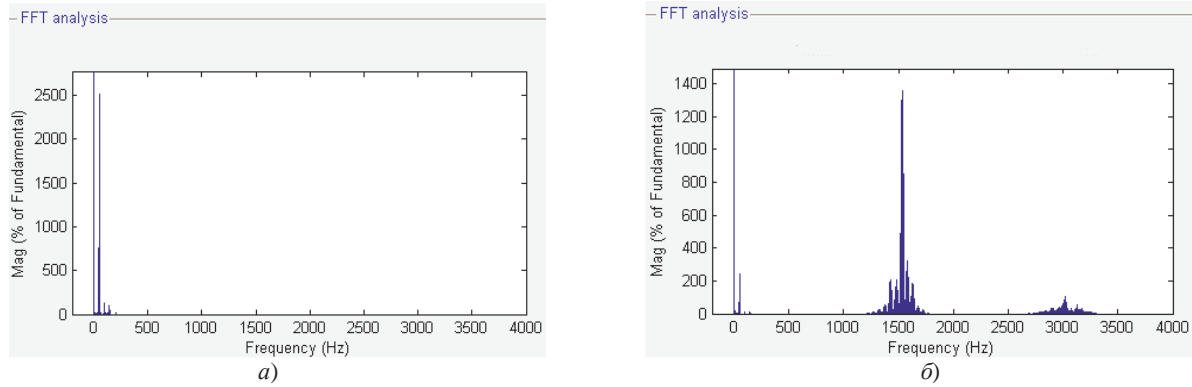 FFT analysis
Mag (% of Fundamental)
2500
2000
1500
1000
500
0
0 500 1000 1500 2000 2500 3000 3500 4000
Frequency (Hz)
а)
FFT analysis
Mag (% of Fundamental)
1400
1200
1000
800
600
400
200
0
0 500 1000 1500 2000 2500 3000 3500 4000
Frequency (Hz)
б)